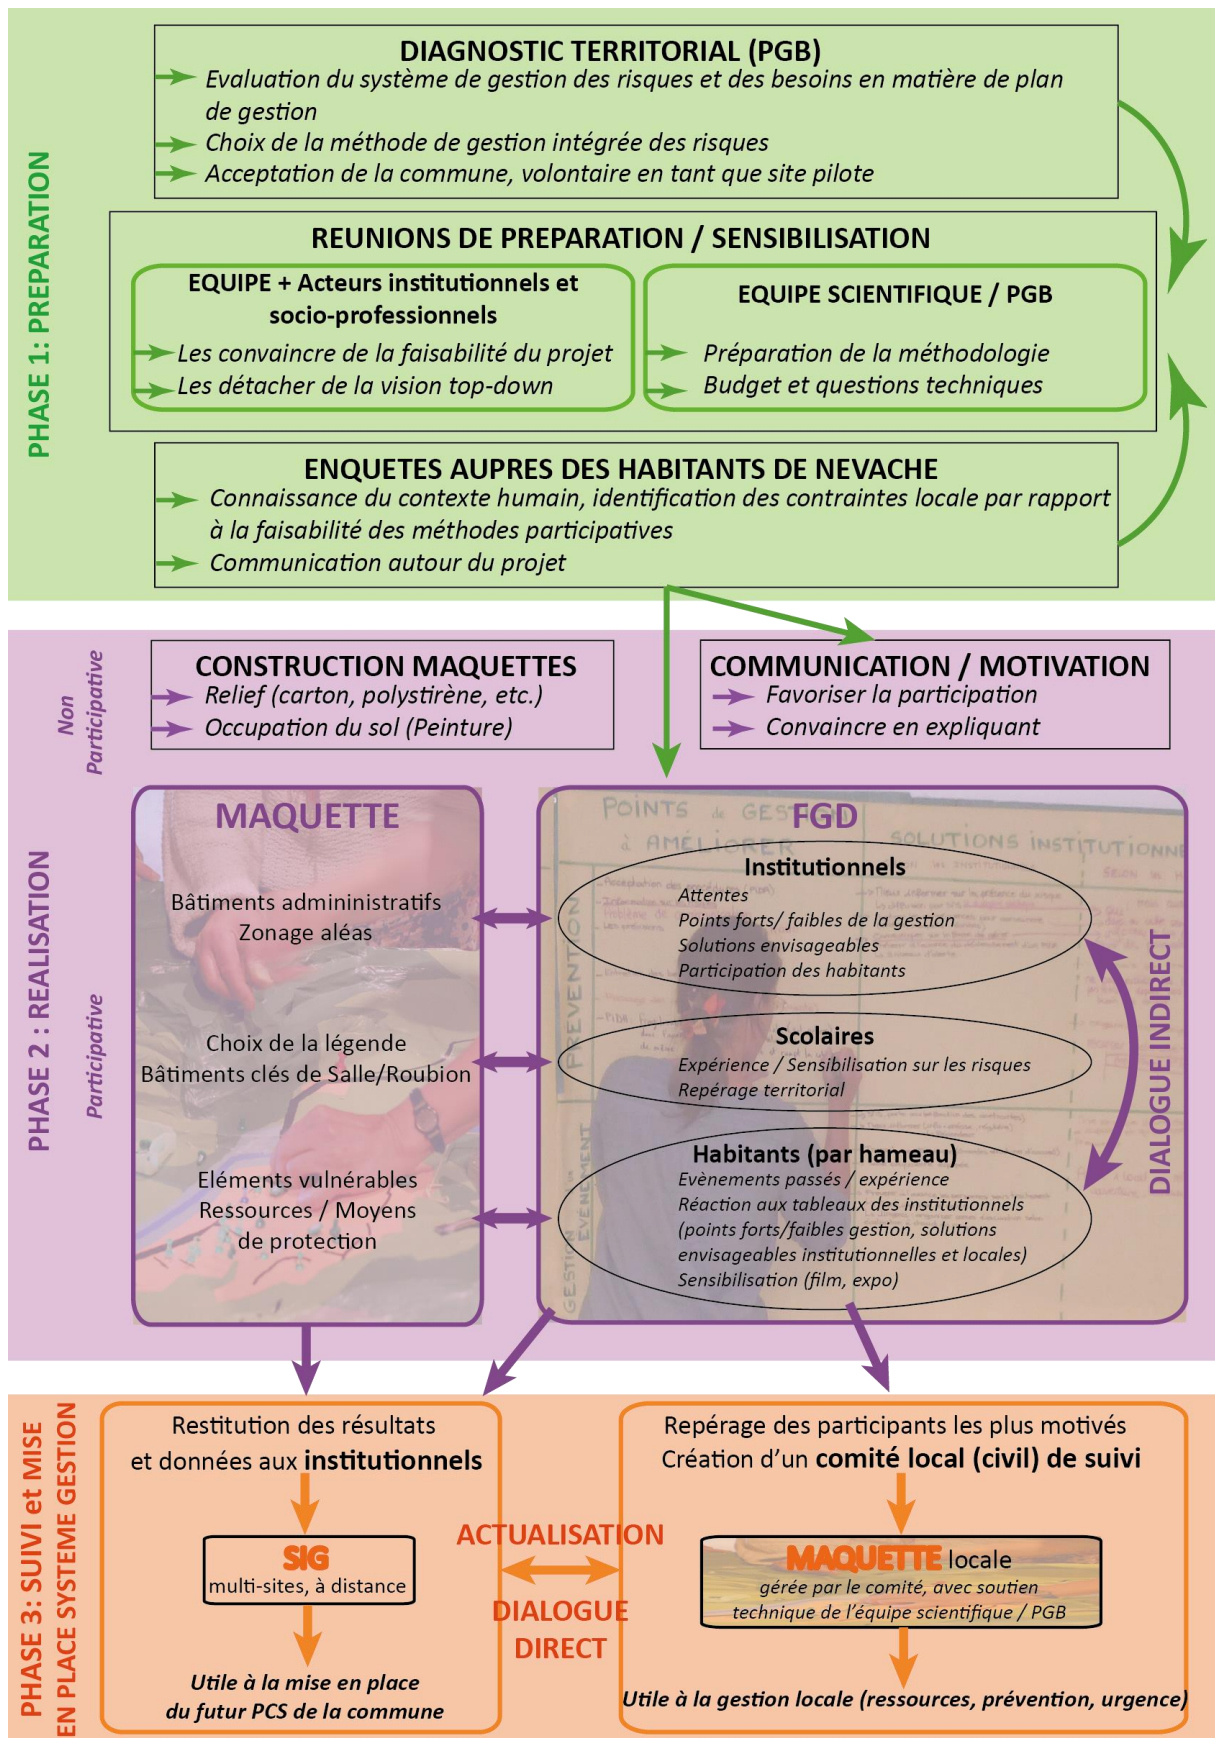 PHASE 1: PREPARATION
DIAGNOSTIC TERRITORIAL (PGB)
Evaluation du système de gestion des risques et des besoins en matière de plan
de gestion
Choix de la méthode de gestion intégrée des risques
Acceptation de la commune, volontaire en tant que site pilote
REUNIONS DE PREPARATION / SENSIBILISATION
EQUIPE + Acteurs institutionnels et
socio-professionnels
Les convaincre de la faisabilité du projet
Les détacher de la vision top-down
EQUIPE SCIENTIFIQUE / PGB
Préparation de la méthodologie
Budget et questions techniques
ENQUETES AUPRES DES HABITANTS DE NEVACHE
Connaissance du contexte humain, identification des contraintes locale par rapport
à la faisabilité des méthodes participatives
Communication autour du projet
PHASE 2 : REALISATION
Non
Participative
CONSTRUCTION MAQUETTES
Relief (carton, polystirène, etc.)
Occupation du sol (Peinture)
COMMUNICATION / MOTIVATION
Favoriser la participation
Convaincre en expliquant
Participative
MAQUETTE
Bâtiments admininistratifs
Zonage aléas
Choix de la légende
Bâtiments clés de Salle/Roubion
Eléments vulnérables
Ressources / Moyens
de protection
POINTS de GESTION
à AMÉLIORER
SOLUTIONS INSTITUTIONNE
PREVENTION
GESTION
EVENEMENT
FGD
Institutionnels
Attentes
Points forts/ faibles de la gestion
Solutions envisageables
Participation des habitants
Scolaires
Expérience / Sensibilisation sur les risques
Repérage territorial
Habitants (par hameau)
Evènements passés / expérience
Réaction aux tableaux des institutionnels
(points forts/faibles gestion, solutions
envisageables institutionnelles et locales)
Sensibilisation (film, expo)
DIALOGUE INDIRECT
PHASE 3: SUIVI et MISE
EN PLACE SYSTEME GESTION
Restitution des résultats
et données aux institutionnels
SIG
multi-sites, à distance
Utile à la mise en place
du futur PCS de la commune
ACTUALISATION
DIALOGUE
DIRECT
Repérage des participants les plus motivés
Création d'un comité local (civil) de suivi
MAQUETTE locale
gérée par le comité, avec soutien
technique de l'équipe scientifique / PGB
Utile à la gestion locale (ressources, prévention, urgence)